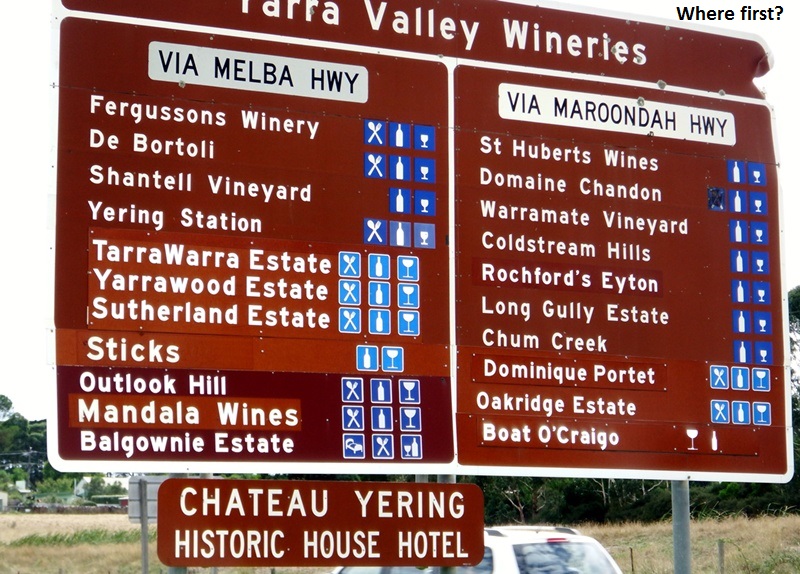 Where first?
Yarra Valley Wineries
VIA MELBA HWY
Fergussons Winery
De Bortoli
Shantell Vineyard
Yering Station
TarraWarra Estate
Yarrawood Estate
Sutherland Estate
Sticks
Outlook Hill
Mandala Wines
Balgownie Estate
VIA MAROONDAH HWY
St Huberts Wines
Domaine Chandon
Warramate Vineyard
Coldstream Hills
Rochford's Eyton
Long Gully Estate
Chum Creek
Dominique Portet
Oakridge Estate
Boat O'Craigo
CHATEAU YERING
HISTORIC HOUSE HOTEL